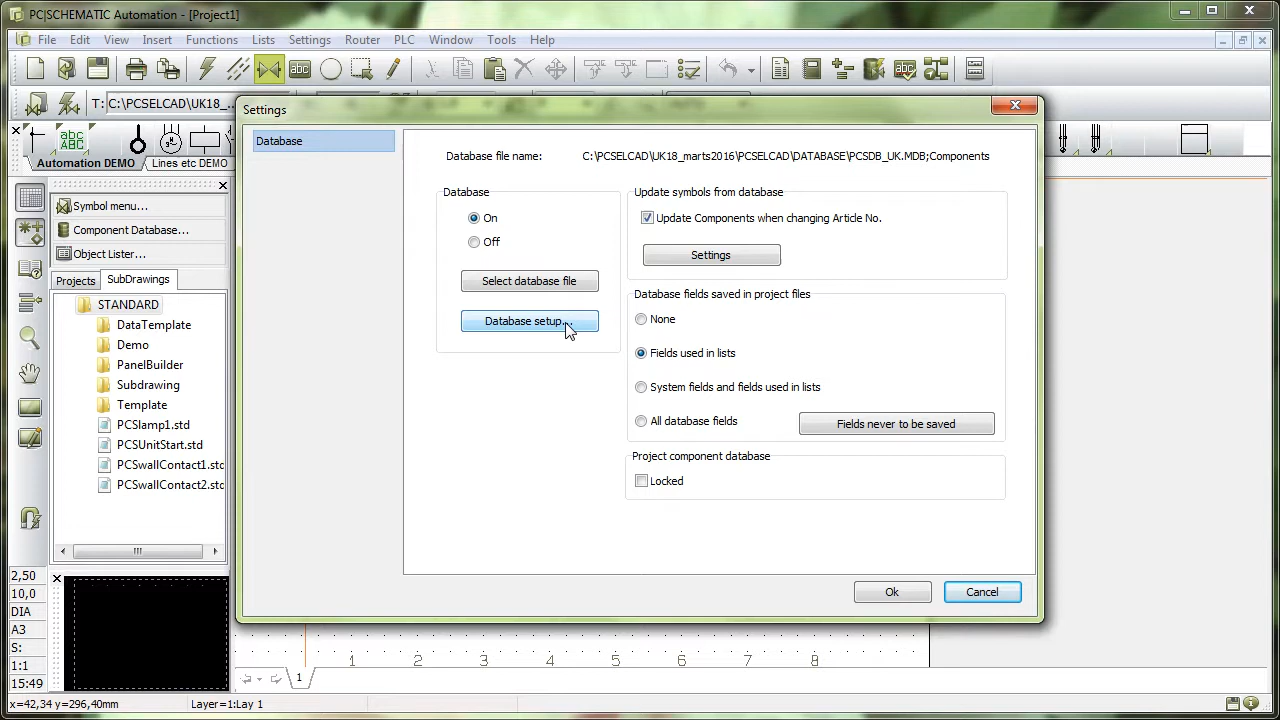 PC|SCHEMATIC Automation - [Project1]
File Edit View Insert Functions Lists Settings Router PLC Window Tools Help
T: C:\PCSELCAD\UK18_...
Settings
Automation DEMO
Lines etc DEMO
Symbol menu...
Component Database...
Object Lister...
Projects
SubDrawings
STANDARD
DataTemplate
Demo
PanelBuilder
Subdrawing
Template
PCSlamp1.std
PCSUnitStart.std
PCSwallContact1.std
PCSwallContact2.std
2,50
10,0
DIA
A3
S:
1:1
15:49
Database
Database file name: C:\PCSELCAD\UK18_march2016\PCSELCAD\DATABASE\PCSDB_UK.MDB;Components
Database
On
Off
Select database file
Database setup...
Update symbols from database
Update Components when changing Article No.
Settings
Database fields saved in project files
None
Fields used in lists
System fields and fields used in lists
All database fields
Fields never to be saved
Project component database
Locked
Ok
Cancel
1 2 3 4 5 6 7 8
1
x=42,34 y=296,40mm
Layer=1:Lay 1